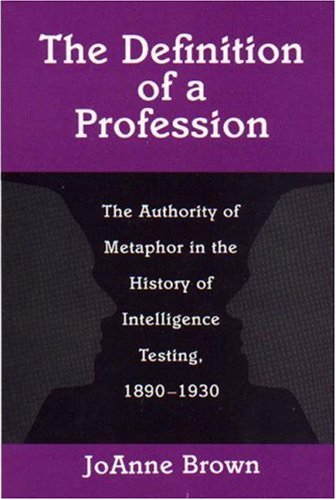 The Definition
of a
Profession
The Authority of
Metaphor in the
History of
Intelligence
Testing,
1890–1930
JoAnne Brown